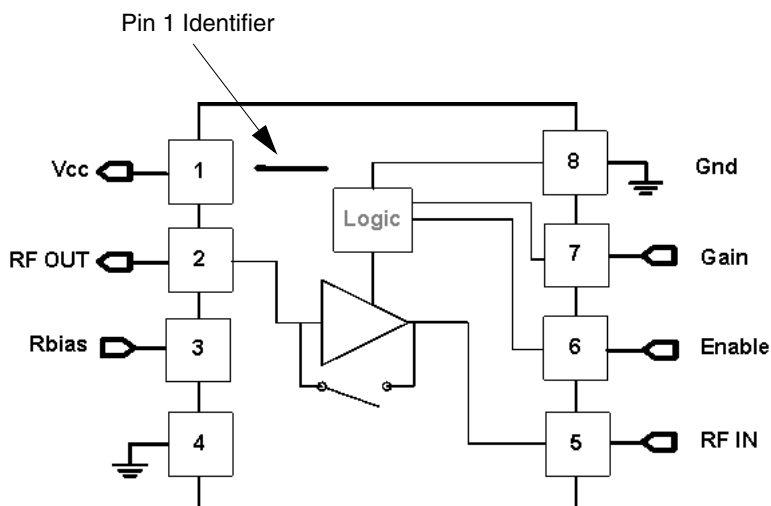 Pin 1 Identifier
Vcc
1
8
Gnd
Logic
RF OUT
2
7
Gain
Rbias
3
6
Enable
4
5
RF IN